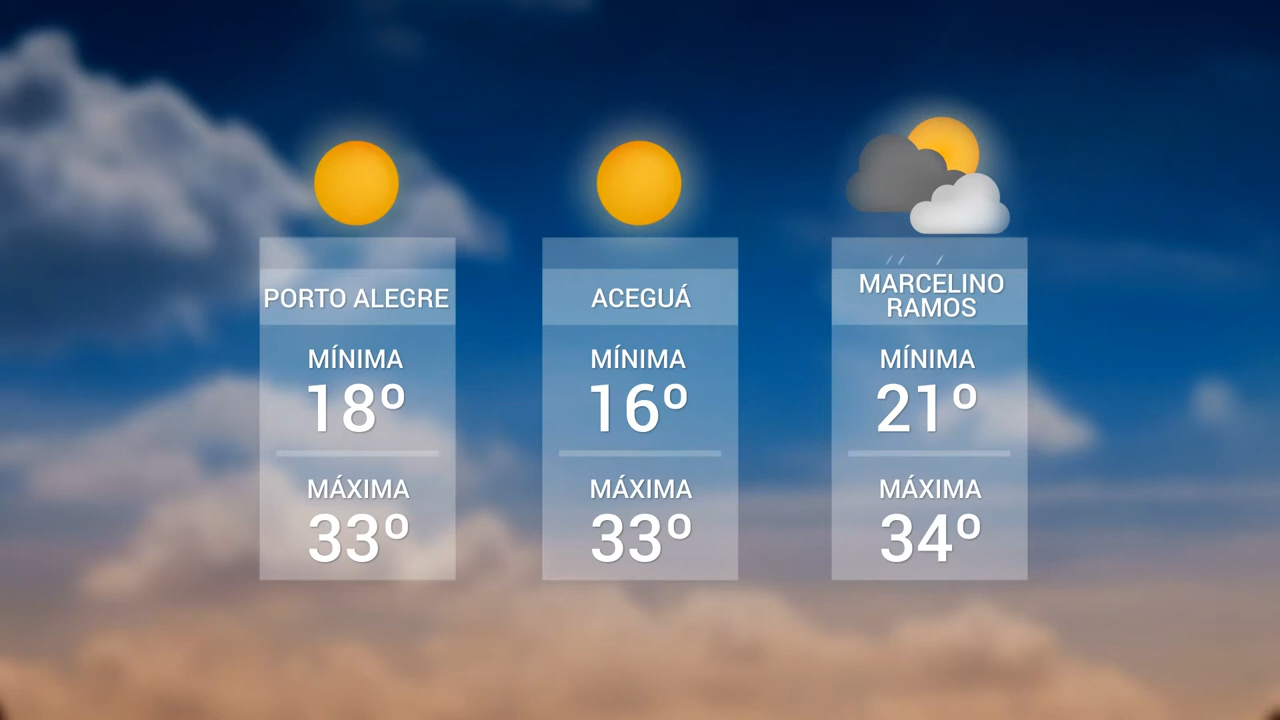 PORTO ALEGRE
MÍNIMA
18º
MÁXIMA
33º
ACEGUÁ
MÍNIMA
16º
MÁXIMA
33º
MARCELINO
RAMOS
MÍNIMA
21º
MÁXIMA
34º